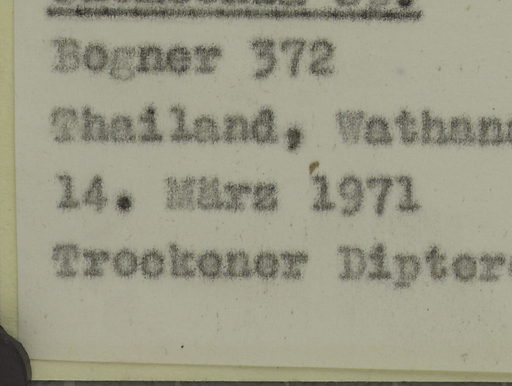 Bogner 372
Thailand,
14. März 1971
Trockener